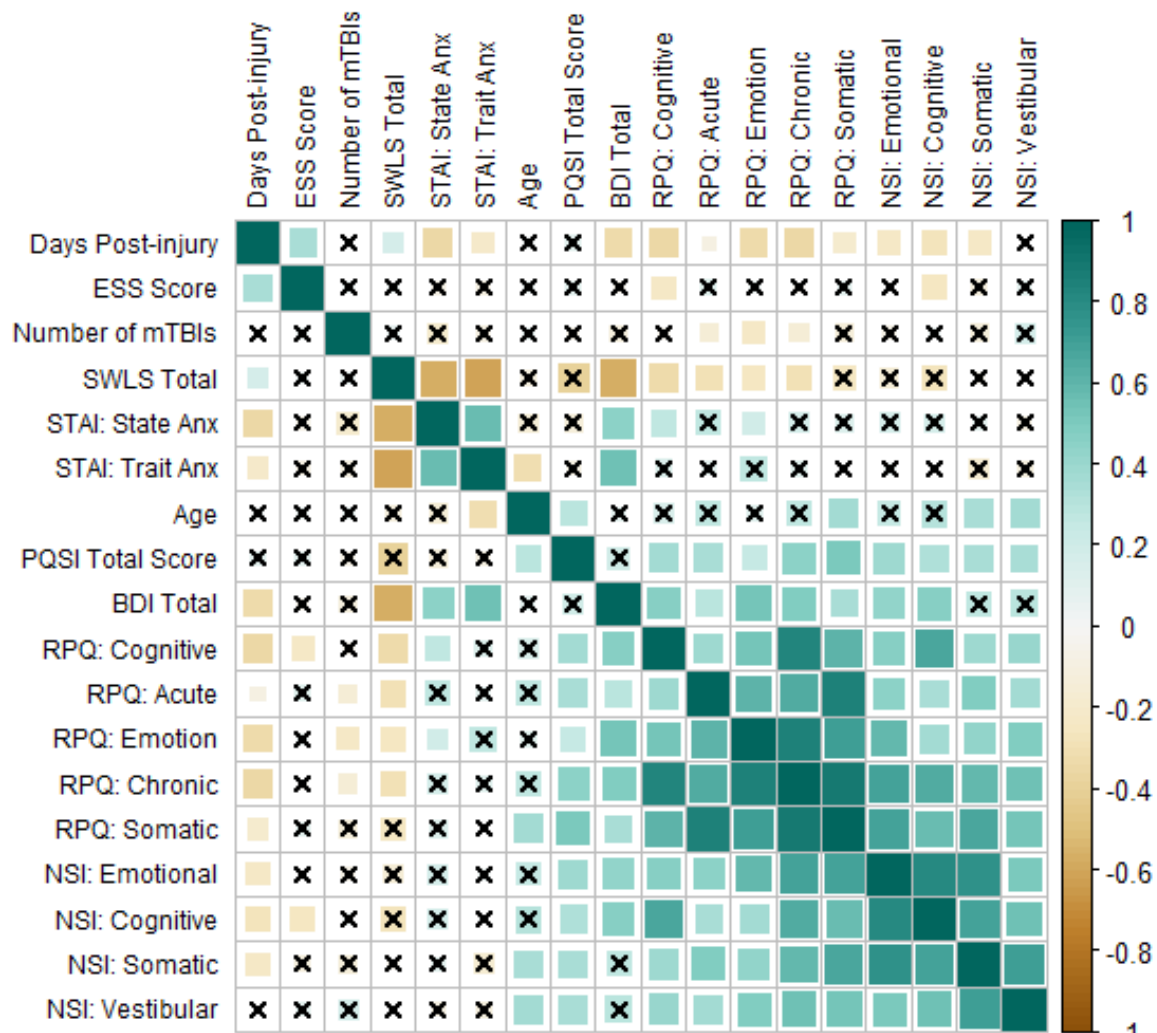 Days Post-injury
ESS Score
Number of mTBIs
SWLS Total
STAI: State Anx
STAI: Trait Anx
Age
PQSI Total Score
BDI Total
RPQ: Cognitive
RPQ: Acute
RPQ: Emotion
RPQ: Chronic
RPQ: Somatic
NSI: Emotional
NSI: Cognitive
NSI: Somatic
NSI: Vestibular
Days Post-injury
ESS Score
Number of mTBIs
SWLS Total
STAI: State Anx
STAI: Trait Anx
Age
PQSI Total Score
BDI Total
RPQ: Cognitive
RPQ: Acute
RPQ: Emotion
RPQ: Chronic
RPQ: Somatic
NSI: Emotional
NSI: Cognitive
NSI: Somatic
NSI: Vestibular
1
0.8
0.6
0.4
0.2
0
-0.2
-0.4
-0.6
-0.8
-1